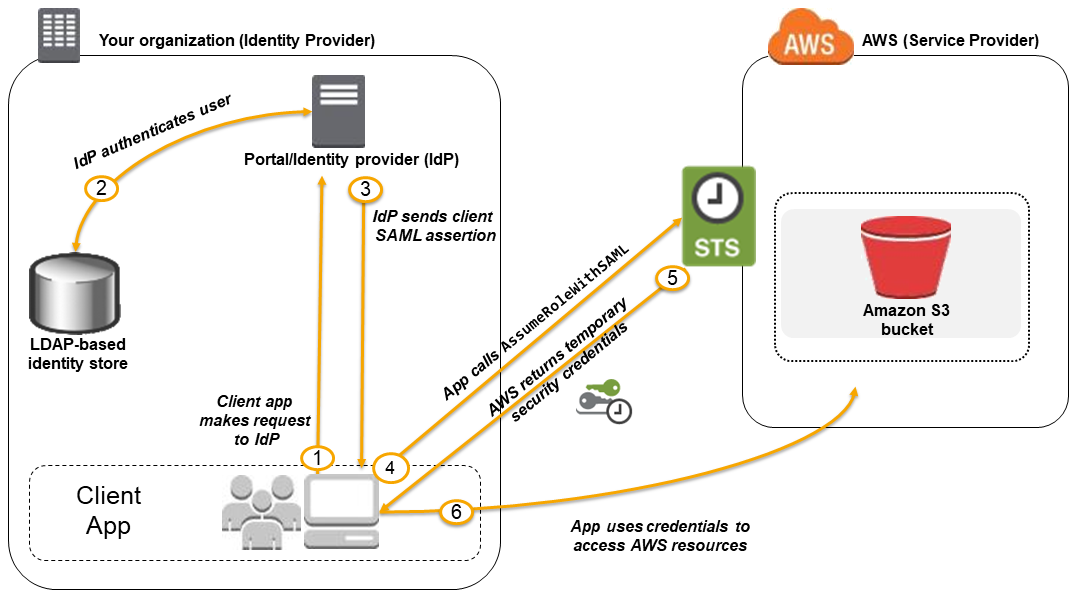 Your organization (Identity Provider)
AWS
AWS (Service Provider)
IdP authenticates user
Portal/Identity provider (IdP)
2
3
IdP sends client
SAML assertion
STS
5
LDAP-based
identity store
Amazon S3
bucket
App calls AssumeRoleWithSAML
AWS returns temporary
security credentials
Client app
makes request
to IdP
1
4
Client
App
6
App uses credentials to
access AWS resources